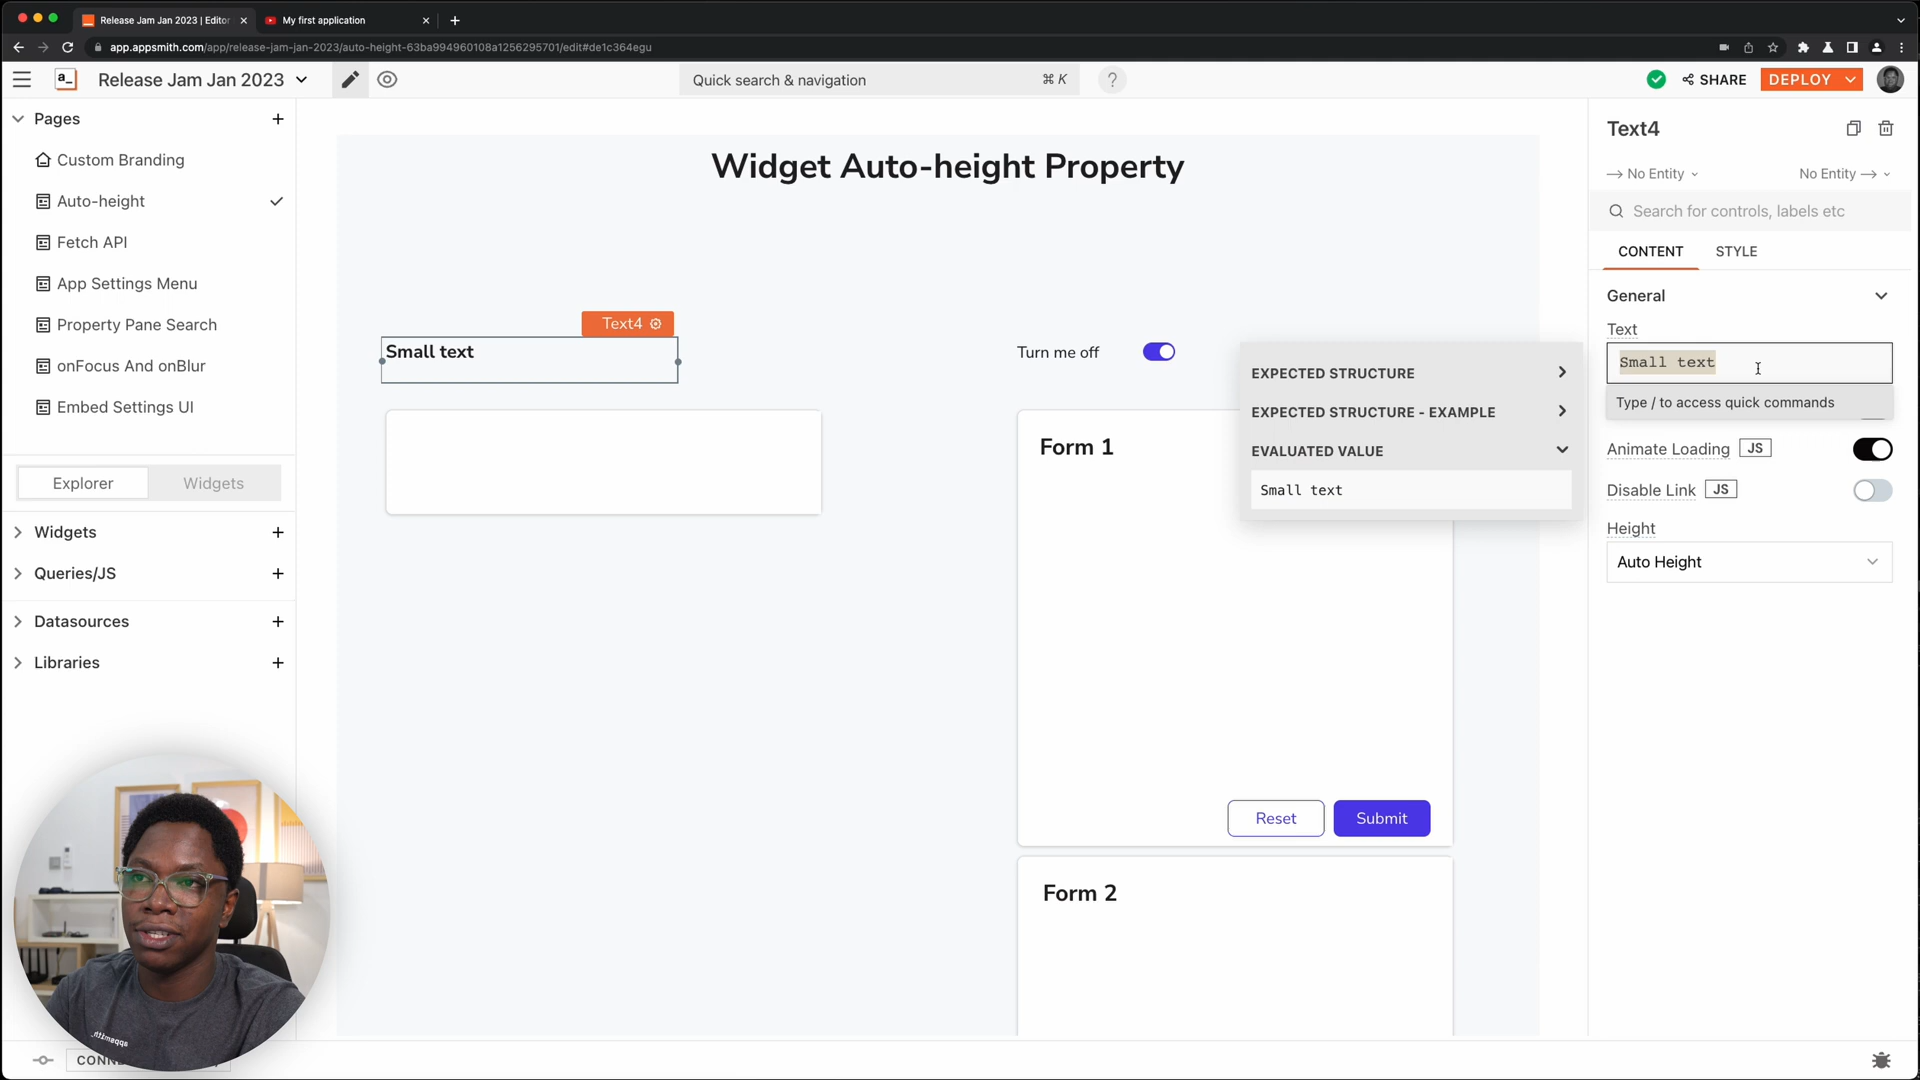 Release Jam Jan 2023 | Editor
My first application
app.appsmith.com/app/release-jam-jan-2023/auto-height-63ba994960108a1256295701/edit#de1c364egu
a_
Release Jam Jan 2023
Quick search & navigation
⌘ K
?
SHARE
DEPLOY
Pages
Custom Branding
Auto-height
Fetch API
App Settings Menu
Property Pane Search
onFocus And onBlur
Embed Settings UI
Explorer
Widgets
Widgets
Queries/JS
Datasources
Libraries
Widget Auto-height Property
Text4
Small text
Turn me off
Form 1
Reset
Submit
Form 2
EXPECTED STRUCTURE
EXPECTED STRUCTURE - EXAMPLE
EVALUATED VALUE
Small text
Text4
No Entity
No Entity
Search for controls, labels etc
CONTENT
STYLE
General
Text
Small text
Type / to access quick commands
Animate Loading
JS
Disable Link
JS
Height
Auto Height
appsmith